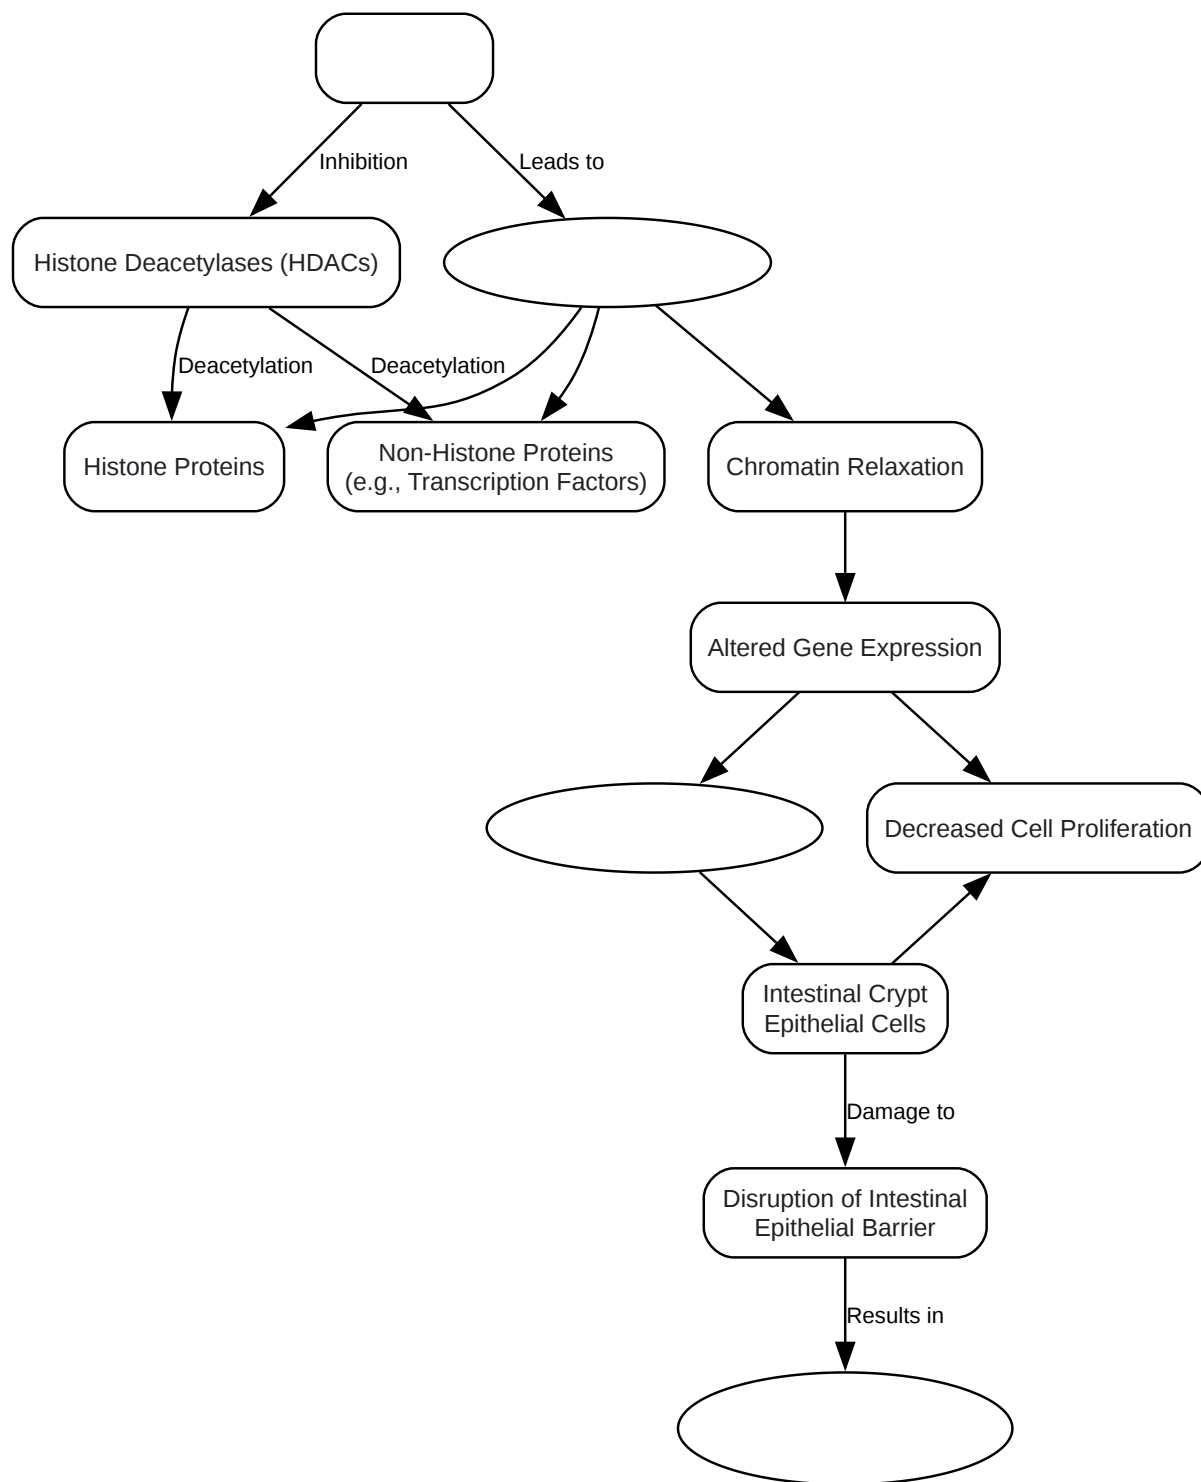 Inhibition
Leads to
Histone Deacetylases (HDACs)
Deacetylation
Deacetylation
Histone Proteins
Non-Histone Proteins
(e.g., Transcription Factors)
Chromatin Relaxation
Altered Gene Expression
Decreased Cell Proliferation
Intestinal Crypt
Epithelial Cells
Damage to
Disruption of Intestinal
Epithelial Barrier
Results in